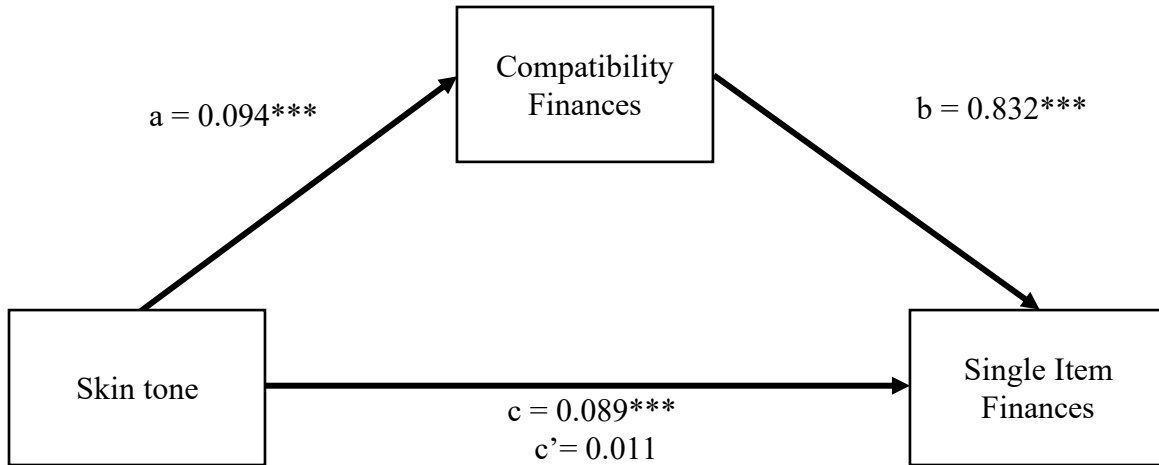 Compatibility
Finances
a = 0.094***
b = 0.832***
Skin tone
Single Item
Finances
c = 0.089***
c’= 0.011